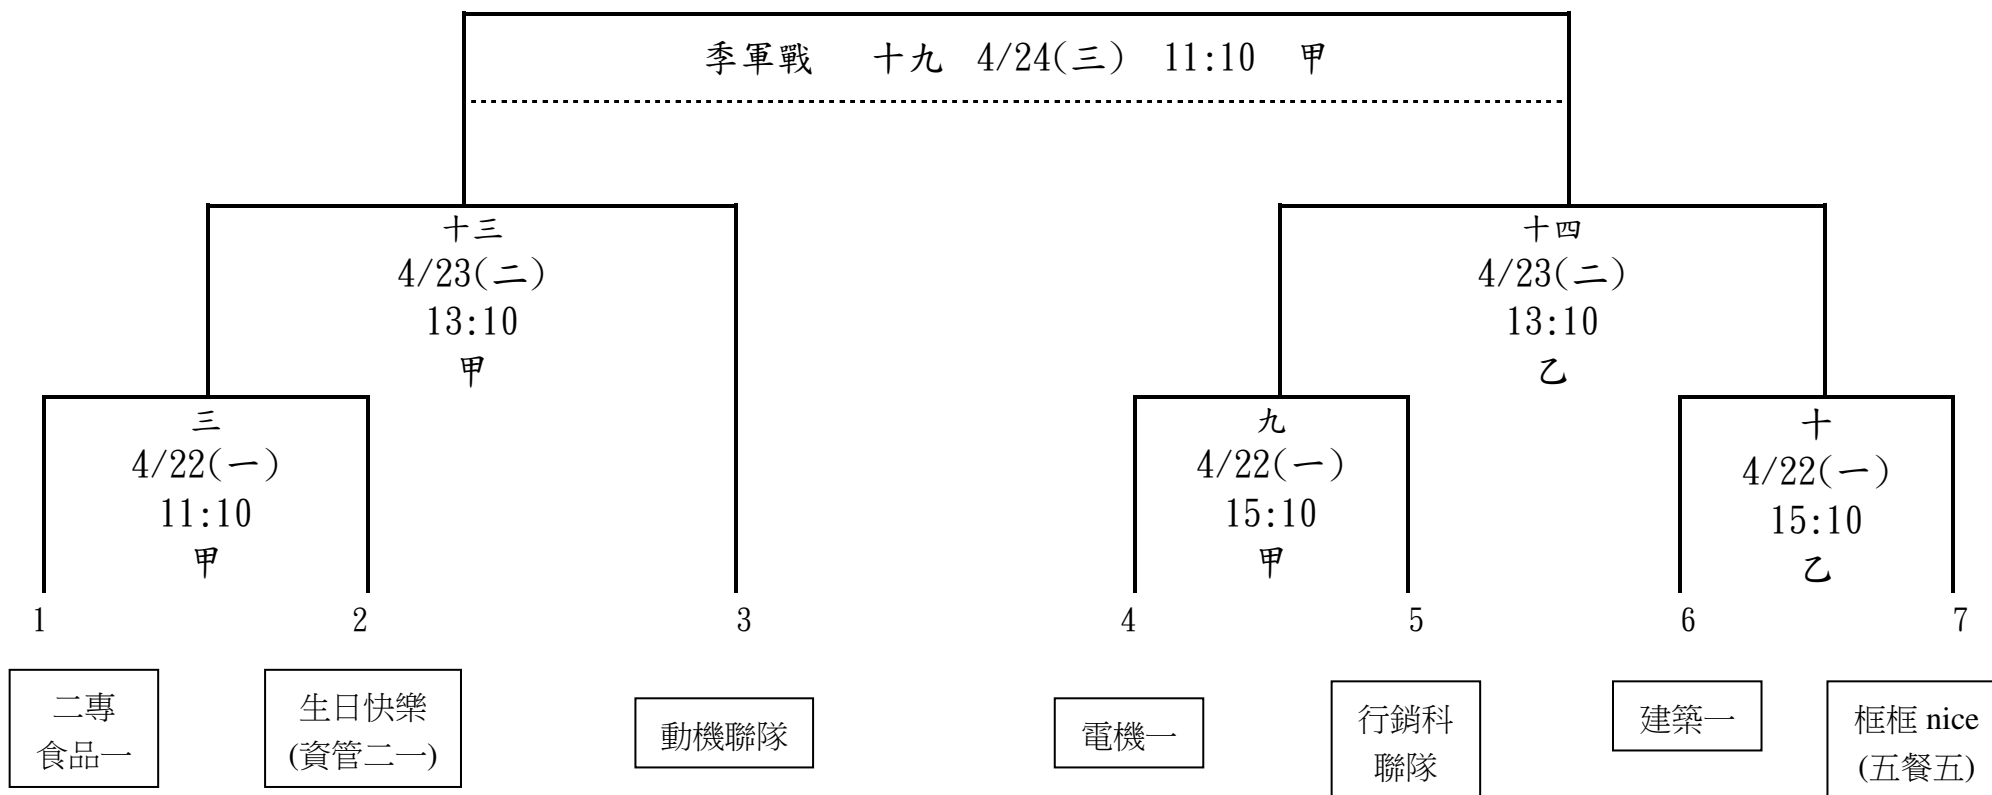 季軍戰 十九 4/24(三) 11:10 甲
十三
4/23(二)
13:10
甲
十四
4/23(二)
13:10
乙
三
4/22(一)
11:10
甲
九
4/22(一)
15:10
甲
十
4/22(一)
15:10
乙
1 2 3 4 5 6 7
二專
食品一
生日快樂
(資管二一)
動機聯隊
電機一
行銷科
聯隊
建築一
框框 nice
(五餐五)